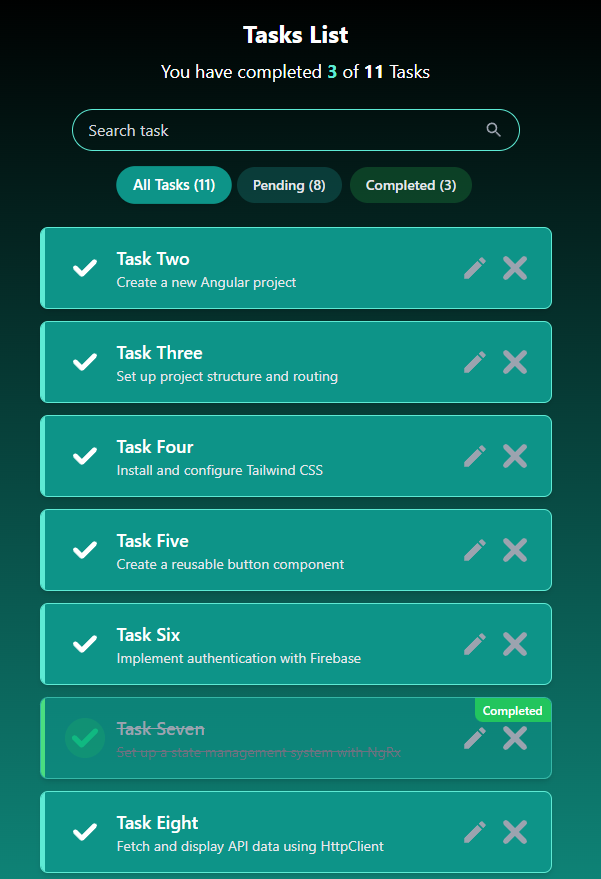 Tasks List
You have completed 3 of 11 Tasks
Search task
All Tasks (11)
Pending (8)
Completed (3)
Task Two
Create a new Angular project
Task Three
Set up project structure and routing
Task Four
Install and configure Tailwind CSS
Task Five
Create a reusable button component
Task Six
Implement authentication with Firebase
Completed
Task Seven
Set up a state management system with NgRx
Task Eight
Fetch and display API data using HttpClient